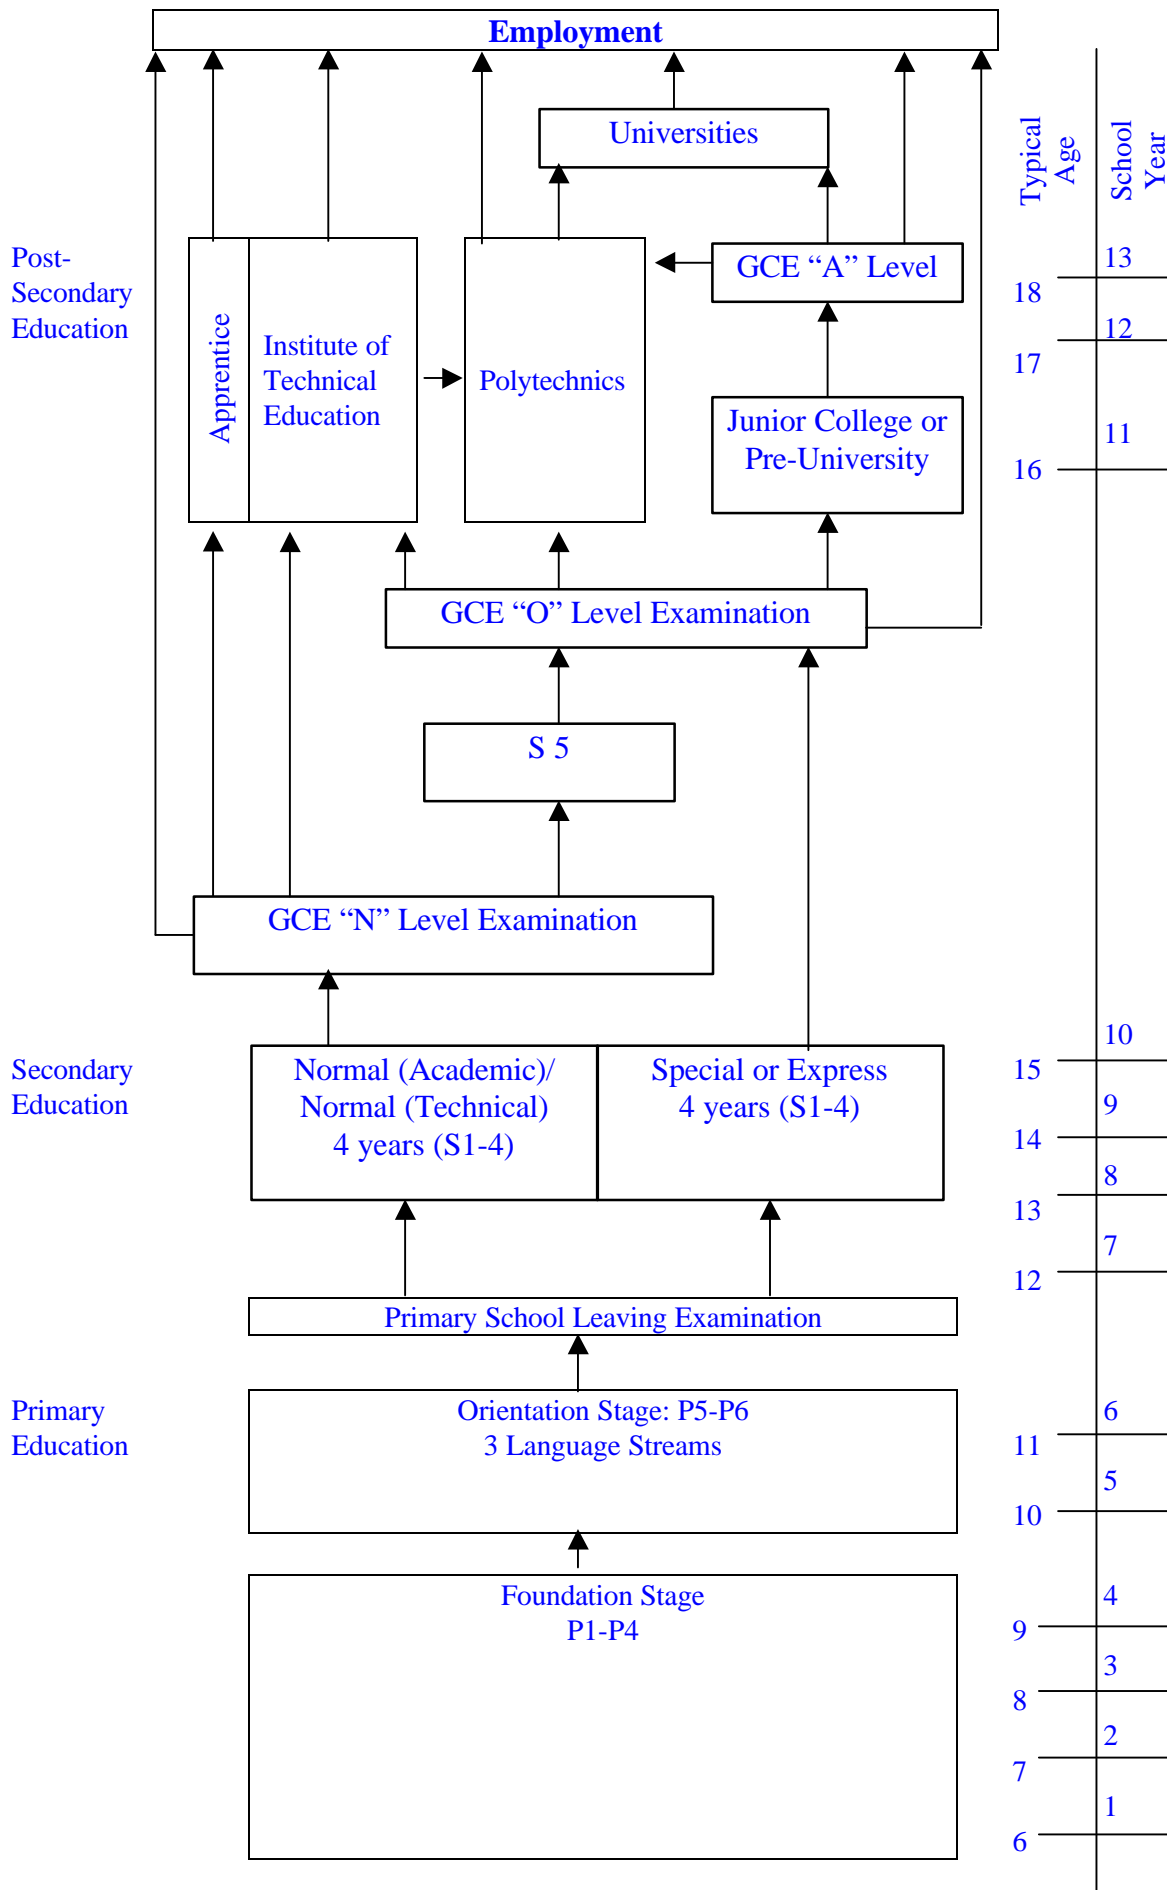 Employment
Universities
Typical
Age
School
Year
Post-
Secondary
Education
Apprentice
Institute of
Technical
Education
Polytechnics
GCE “A” Level
Junior College or
Pre-University
13
18
12
17
11
16
GCE “O” Level Examination
S 5
GCE “N” Level Examination
Secondary
Education
Normal (Academic)/
Normal (Technical)
4 years (S1-4)
Special or Express
4 years (S1-4)
10
15
9
14
8
13
7
12
Primary School Leaving Examination
Primary
Education
Orientation Stage: P5-P6
3 Language Streams
6
11
5
10
Foundation Stage
P1-P4
4
9
3
8
2
7
1
6